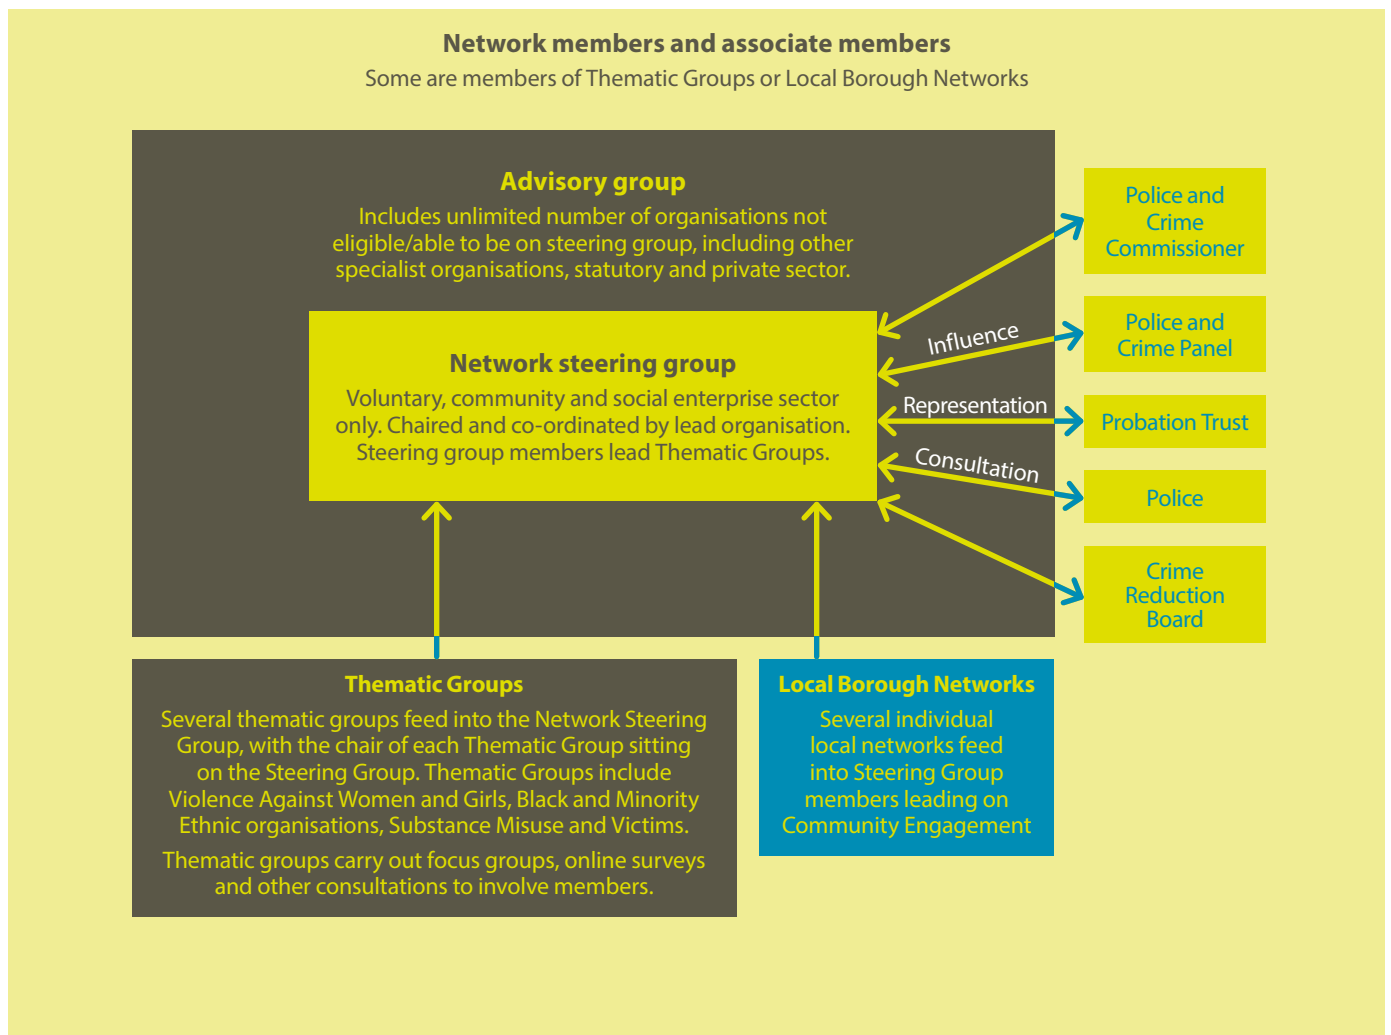 Network members and associate members
Some are members of Thematic Groups or Local Borough Networks
Advisory group
Includes unlimited number of organisations not
eligible/able to be on steering group, including other
specialist organisations, statutory and private sector.
Network steering group
Voluntary, community and social enterprise sector
only. Chaired and co-ordinated by lead organisation.
Steering group members lead Thematic Groups.
Influence
Representation
Consultation
Police and
Crime
Commissioner
Police and
Crime Panel
Probation Trust
Police
Crime
Reduction
Board
Thematic Groups
Several thematic groups feed into the Network Steering
Group, with the chair of each Thematic Group sitting
on the Steering Group. Thematic Groups include
Violence Against Women and Girls, Black and Minority
Ethnic organisations, Substance Misuse and Victims.
Thematic groups carry out focus groups, online surveys
and other consultations to involve members.
Local Borough Networks
Several individual
local networks feed
into Steering Group
members leading on
Community Engagement